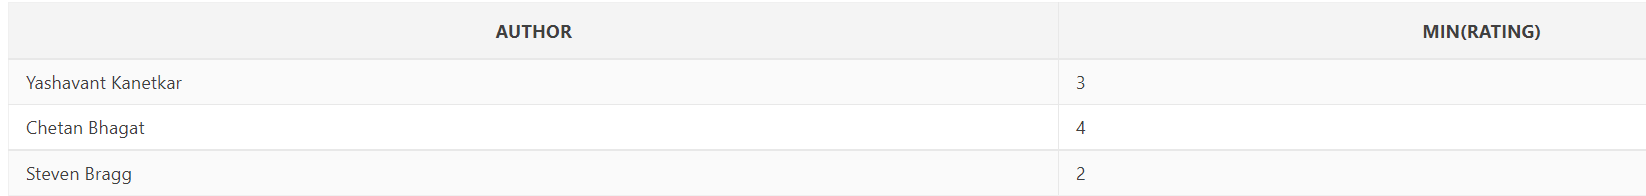 AUTHOR MIN(RATING)
Yashavant Kanetkar 3
Chetan Bhagat 4
Steven Bragg 2